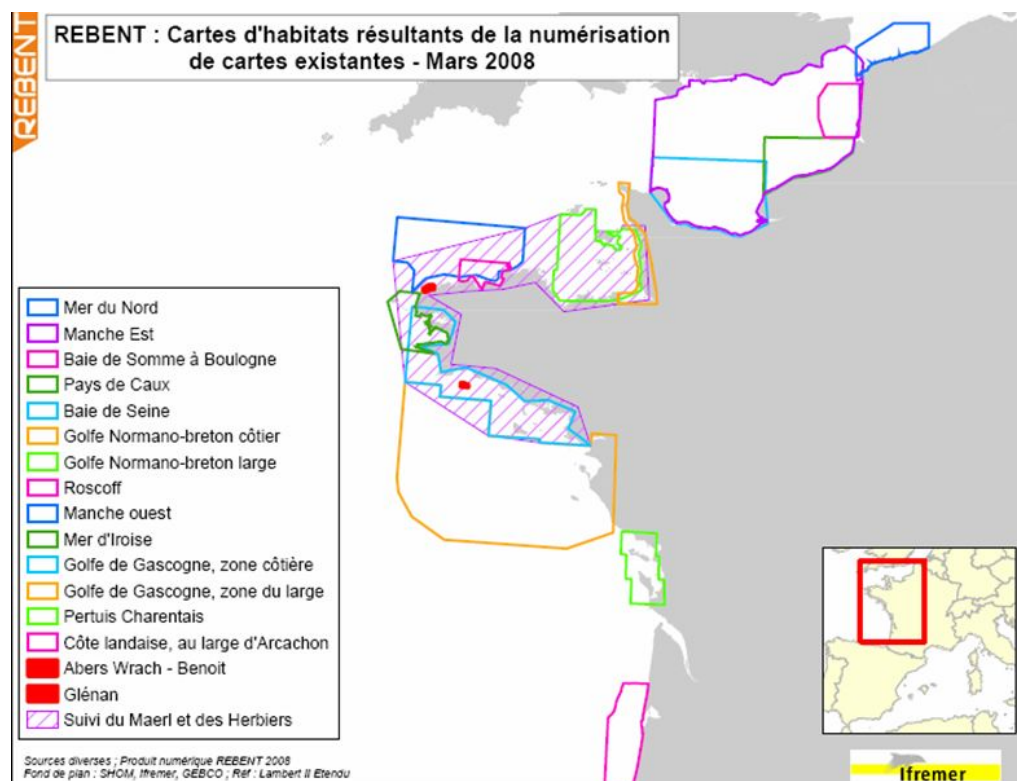 REBENT
REBENT : Cartes d'habitats résultants de la numérisation
de cartes existantes - Mars 2008
Mer du Nord
Manche Est
Baie de Somme à Boulogne
Pays de Caux
Baie de Seine
Golfe Normano-breton côtier
Golfe Normano-breton large
Roscoff
Manche ouest
Mer d'Iroise
Golfe de Gascogne, zone côtière
Golfe de Gascogne, zone du large
Pertuis Charentais
Côte landaise, au large d'Arcachon
Abers Wrach - Benoit
Glénan
Suivi du Maerl et des Herbiers
Sources diverses ; Produit numérique REBENT 2008
Fond de plan : SHOM, Ifremer, GEBCO ; Réf : Lambert II Etendu
Ifremer